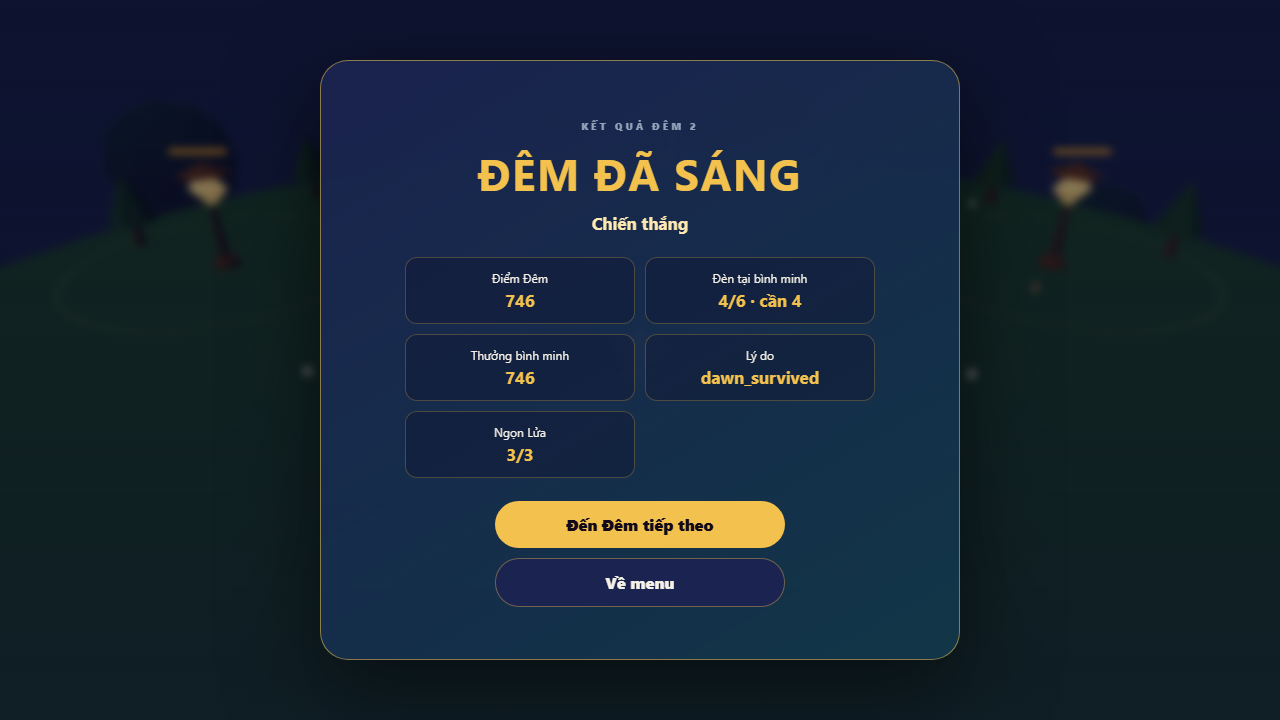 KẾT QUẢ ĐÊM 2
ĐÊM ĐÃ SÁNG
Chiến thắng
Điểm Đêm
746
Đèn tại bình minh
4/6 · cần 4
Thưởng bình minh
746
Lý do
dawn_survived
Ngọn Lửa
3/3
Đến Đêm tiếp theo
Về menu